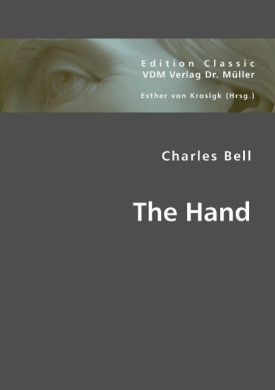 Edition Classic
VDM Verlag Dr. Müller
Esther von Krosigk (Hrsg.)
Charles Bell
The Hand